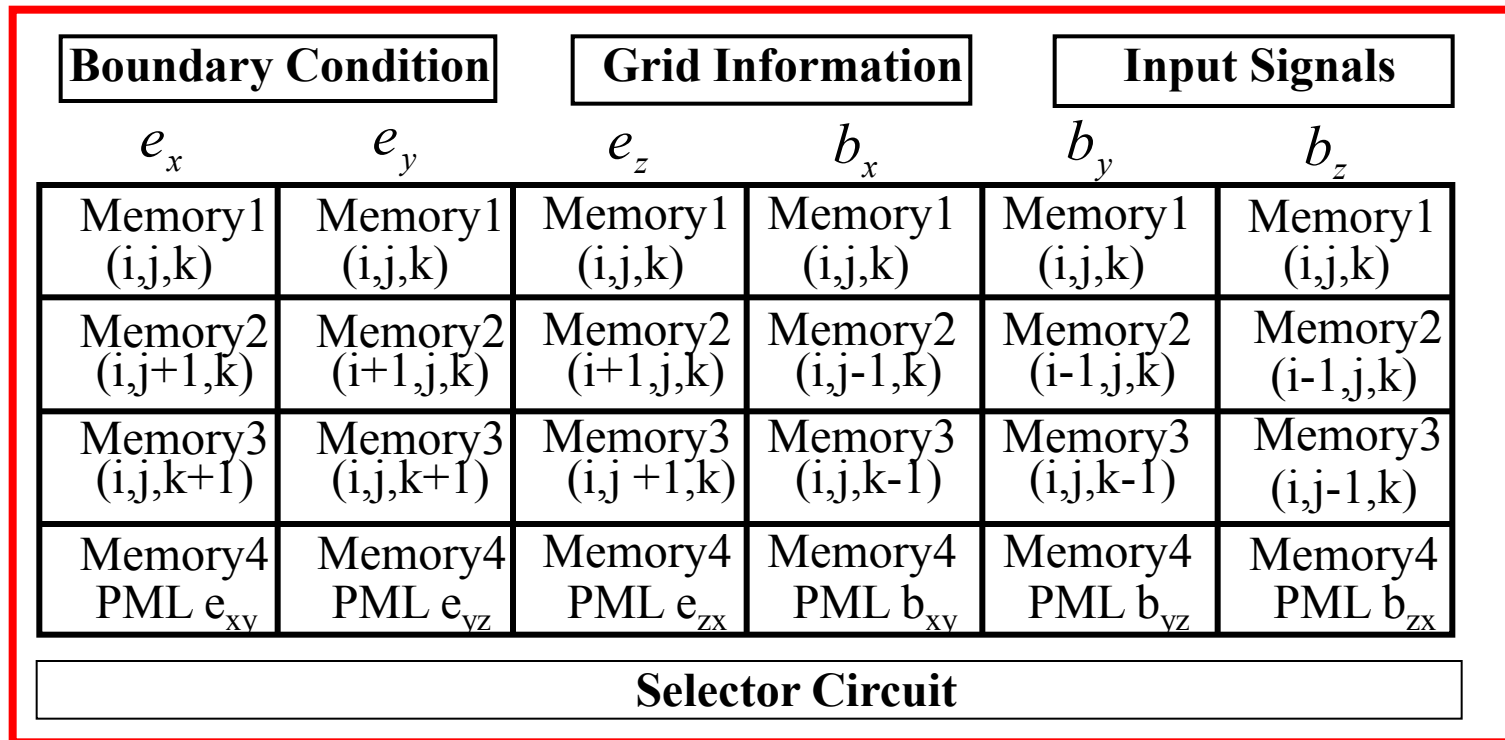 Boundary Condition Grid Information Input Signals
e_x e_y e_z b_x b_y b_z
Memory1 Memory1 Memory1 Memory1 Memory1 Memory1
(i,j,k) (i,j,k) (i,j,k) (i,j,k) (i,j,k) (i,j,k)
Memory2 Memory2 Memory2 Memory2 Memory2 Memory2
(i,j+1,k) (i+1,j,k) (i+1,j,k) (i,j-1,k) (i-1,j,k) (i-1,j,k)
Memory3 Memory3 Memory3 Memory3 Memory3 Memory3
(i,j,k+1) (i,j,k+1) (i,j +1,k) (i,j,k-1) (i,j,k-1) (i,j-1,k)
Memory4 Memory4 Memory4 Memory4 Memory4 Memory4
PML e_xy PML e_yz PML e_zx PML b_xy PML b_yz PML b_zx
Selector Circuit